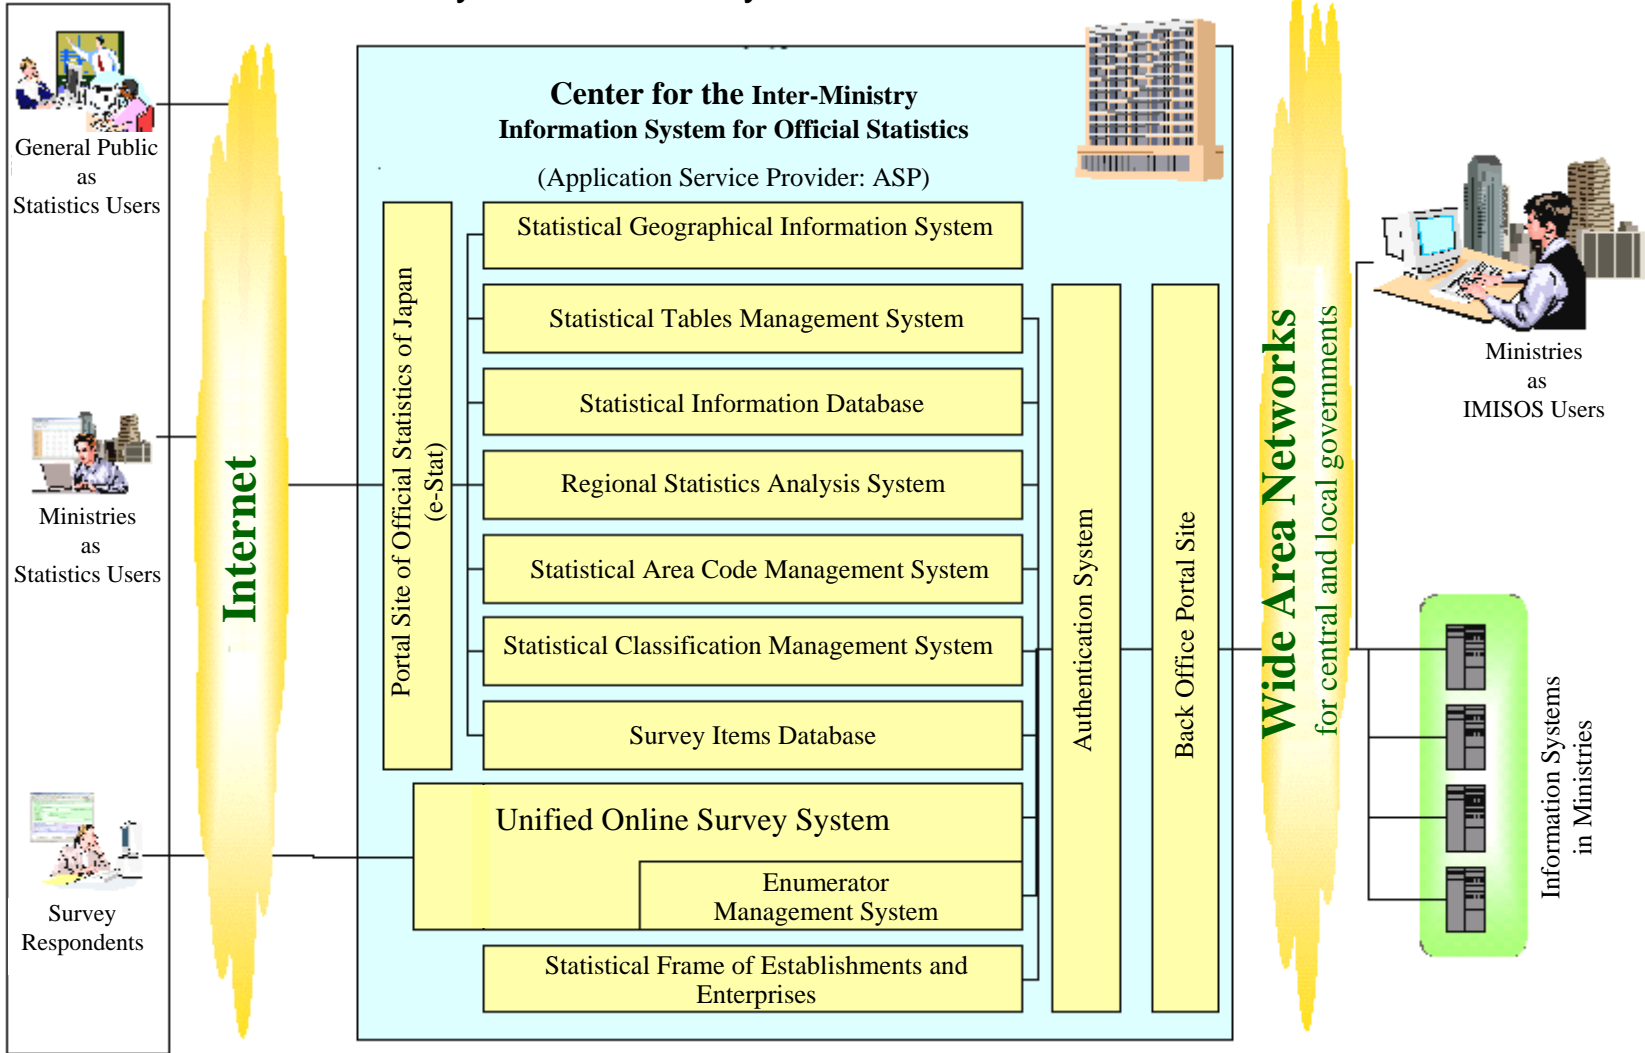 Center for the Inter-Ministry
Information System for Official Statistics
(Application Service Provider: ASP)
General Public
as
Statistics Users
Ministries
as
Statistics Users
Survey
Respondents
Internet
Portal Site of Official Statistics of Japan
(e-Stat)
Statistical Geographical Information System
Statistical Tables Management System
Statistical Information Database
Regional Statistics Analysis System
Statistical Area Code Management System
Statistical Classification Management System
Survey Items Database
Unified Online Survey System
Enumerator
Management System
Statistical Frame of Establishments and
Enterprises
Authentication System
Back Office Portal Site
Wide Area Networks
for central and local governments
Ministries
as
IMISOS Users
Information Systems
in Ministries